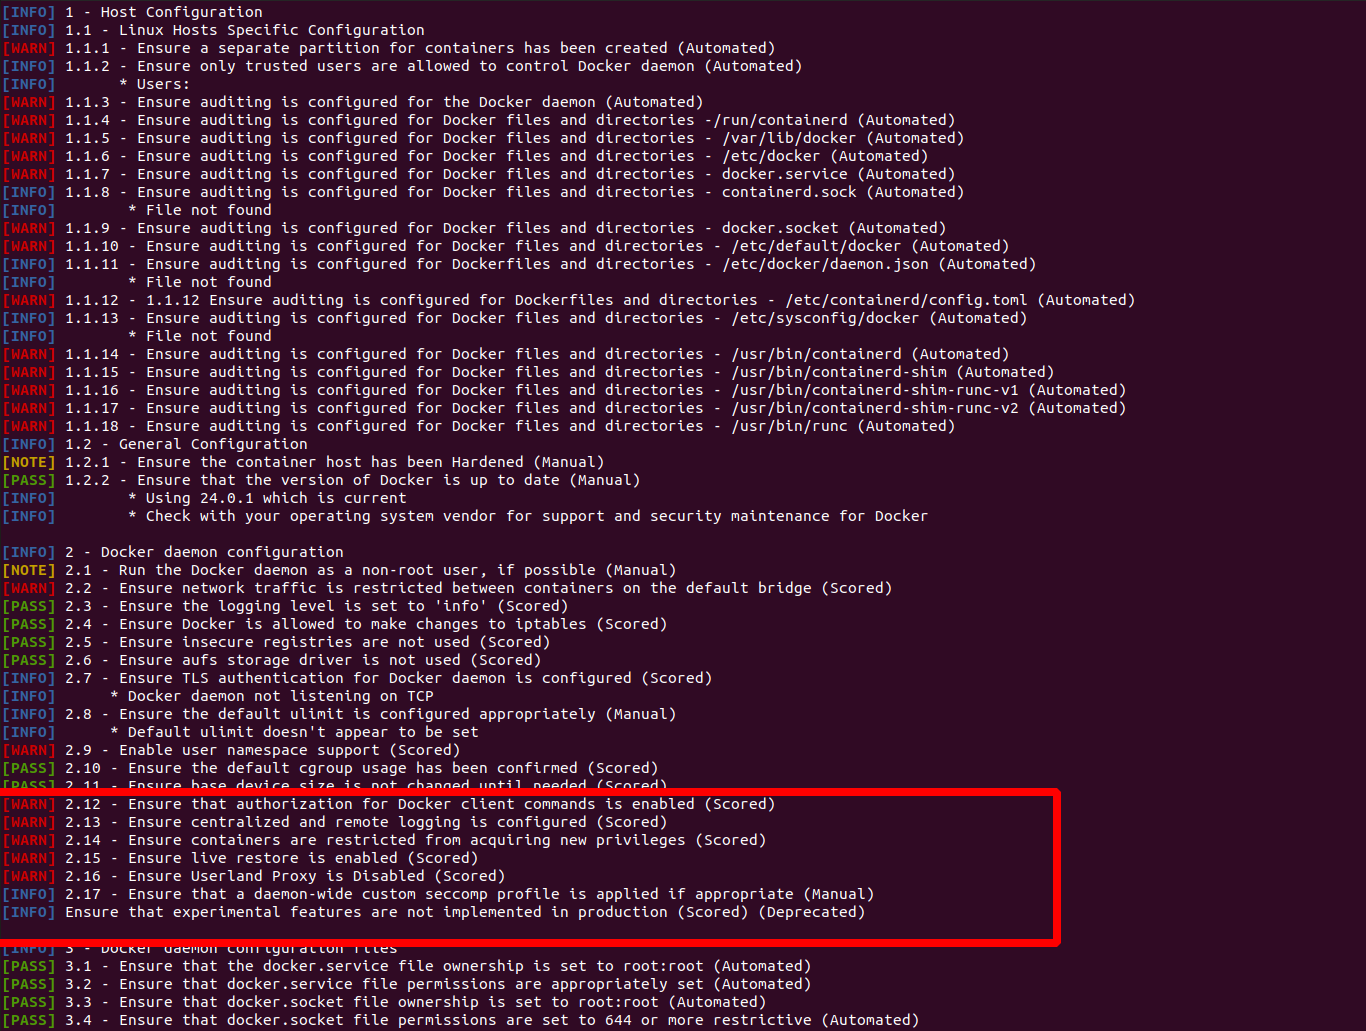 [INFO] 1 - Host Configuration
[INFO] 1.1 - Linux Hosts Specific Configuration
[WARN] 1.1.1 - Ensure a separate partition for containers has been created (Automated)
[INFO] 1.1.2 - Ensure only trusted users are allowed to control Docker daemon (Automated)
[INFO] * Users:
[WARN] 1.1.3 - Ensure auditing is configured for the Docker daemon (Automated)
[WARN] 1.1.4 - Ensure auditing is configured for Docker files and directories -/run/containerd (Automated)
[WARN] 1.1.5 - Ensure auditing is configured for Docker files and directories - /var/lib/docker (Automated)
[WARN] 1.1.6 - Ensure auditing is configured for Docker files and directories - /etc/docker (Automated)
[WARN] 1.1.7 - Ensure auditing is configured for Docker files and directories - docker.service (Automated)
[INFO] 1.1.8 - Ensure auditing is configured for Docker files and directories - containerd.sock (Automated)
[INFO] * File not found
[WARN] 1.1.9 - Ensure auditing is configured for Docker files and directories - docker.socket (Automated)
[WARN] 1.1.10 - Ensure auditing is configured for Docker files and directories - /etc/default/docker (Automated)
[INFO] 1.1.11 - Ensure auditing is configured for Dockerfiles and directories - /etc/docker/daemon.json (Automated)
[INFO] * File not found
[WARN] 1.1.12 - 1.1.12 Ensure auditing is configured for Dockerfiles and directories - /etc/containerd/config.toml (Automated)
[INFO] 1.1.13 - Ensure auditing is configured for Docker files and directories - /etc/sysconfig/docker (Automated)
[INFO] * File not found
[WARN] 1.1.14 - Ensure auditing is configured for Docker files and directories - /usr/bin/containerd (Automated)
[WARN] 1.1.15 - Ensure auditing is configured for Docker files and directories - /usr/bin/containerd-shim (Automated)
[WARN] 1.1.16 - Ensure auditing is configured for Docker files and directories - /usr/bin/containerd-shim-runc-v1 (Automated)
[WARN] 1.1.17 - Ensure auditing is configured for Docker files and directories - /usr/bin/containerd-shim-runc-v2 (Automated)
[WARN] 1.1.18 - Ensure auditing is configured for Docker files and directories - /usr/bin/runc (Automated)
[INFO] 1.2 - General Configuration
[NOTE] 1.2.1 - Ensure the container host has been Hardened (Manual)
[PASS] 1.2.2 - Ensure that the version of Docker is up to date (Manual)
[INFO] * Using 24.0.1 which is current
[INFO] * Check with your operating system vendor for support and security maintenance for Docker
[INFO] 2 - Docker daemon configuration
[NOTE] 2.1 - Run the Docker daemon as a non-root user, if possible (Manual)
[WARN] 2.2 - Ensure network traffic is restricted between containers on the default bridge (Scored)
[PASS] 2.3 - Ensure the logging level is set to 'info' (Scored)
[PASS] 2.4 - Ensure Docker is allowed to make changes to iptables (Scored)
[PASS] 2.5 - Ensure insecure registries are not used (Scored)
[PASS] 2.6 - Ensure aufs storage driver is not used (Scored)
[INFO] 2.7 - Ensure TLS authentication for Docker daemon is configured (Scored)
[INFO] * Docker daemon not listening on TCP
[INFO] 2.8 - Ensure the default ulimit is configured appropriately (Manual)
[INFO] * Default ulimit doesn't appear to be set
[WARN] 2.9 - Enable user namespace support (Scored)
[PASS] 2.10 - Ensure the default cgroup usage has been confirmed (Scored)
[PASS] 2.11 - Ensure base device size is not changed until needed (Scored)
[WARN] 2.12 - Ensure that authorization for Docker client commands is enabled (Scored)
[WARN] 2.13 - Ensure centralized and remote logging is configured (Scored)
[WARN] 2.14 - Ensure containers are restricted from acquiring new privileges (Scored)
[WARN] 2.15 - Ensure live restore is enabled (Scored)
[WARN] 2.16 - Ensure Userland Proxy is Disabled (Scored)
[INFO] 2.17 - Ensure that a daemon-wide custom seccomp profile is applied if appropriate (Manual)
[INFO] Ensure that experimental features are not implemented in production (Scored) (Deprecated)
[INFO] 3 - Docker daemon configuration files
[PASS] 3.1 - Ensure that the docker.service file ownership is set to root:root (Automated)
[PASS] 3.2 - Ensure that docker.service file permissions are appropriately set (Automated)
[PASS] 3.3 - Ensure that docker.socket file ownership is set to root:root (Automated)
[PASS] 3.4 - Ensure that docker.socket file permissions are set to 644 or more restrictive (Automated)